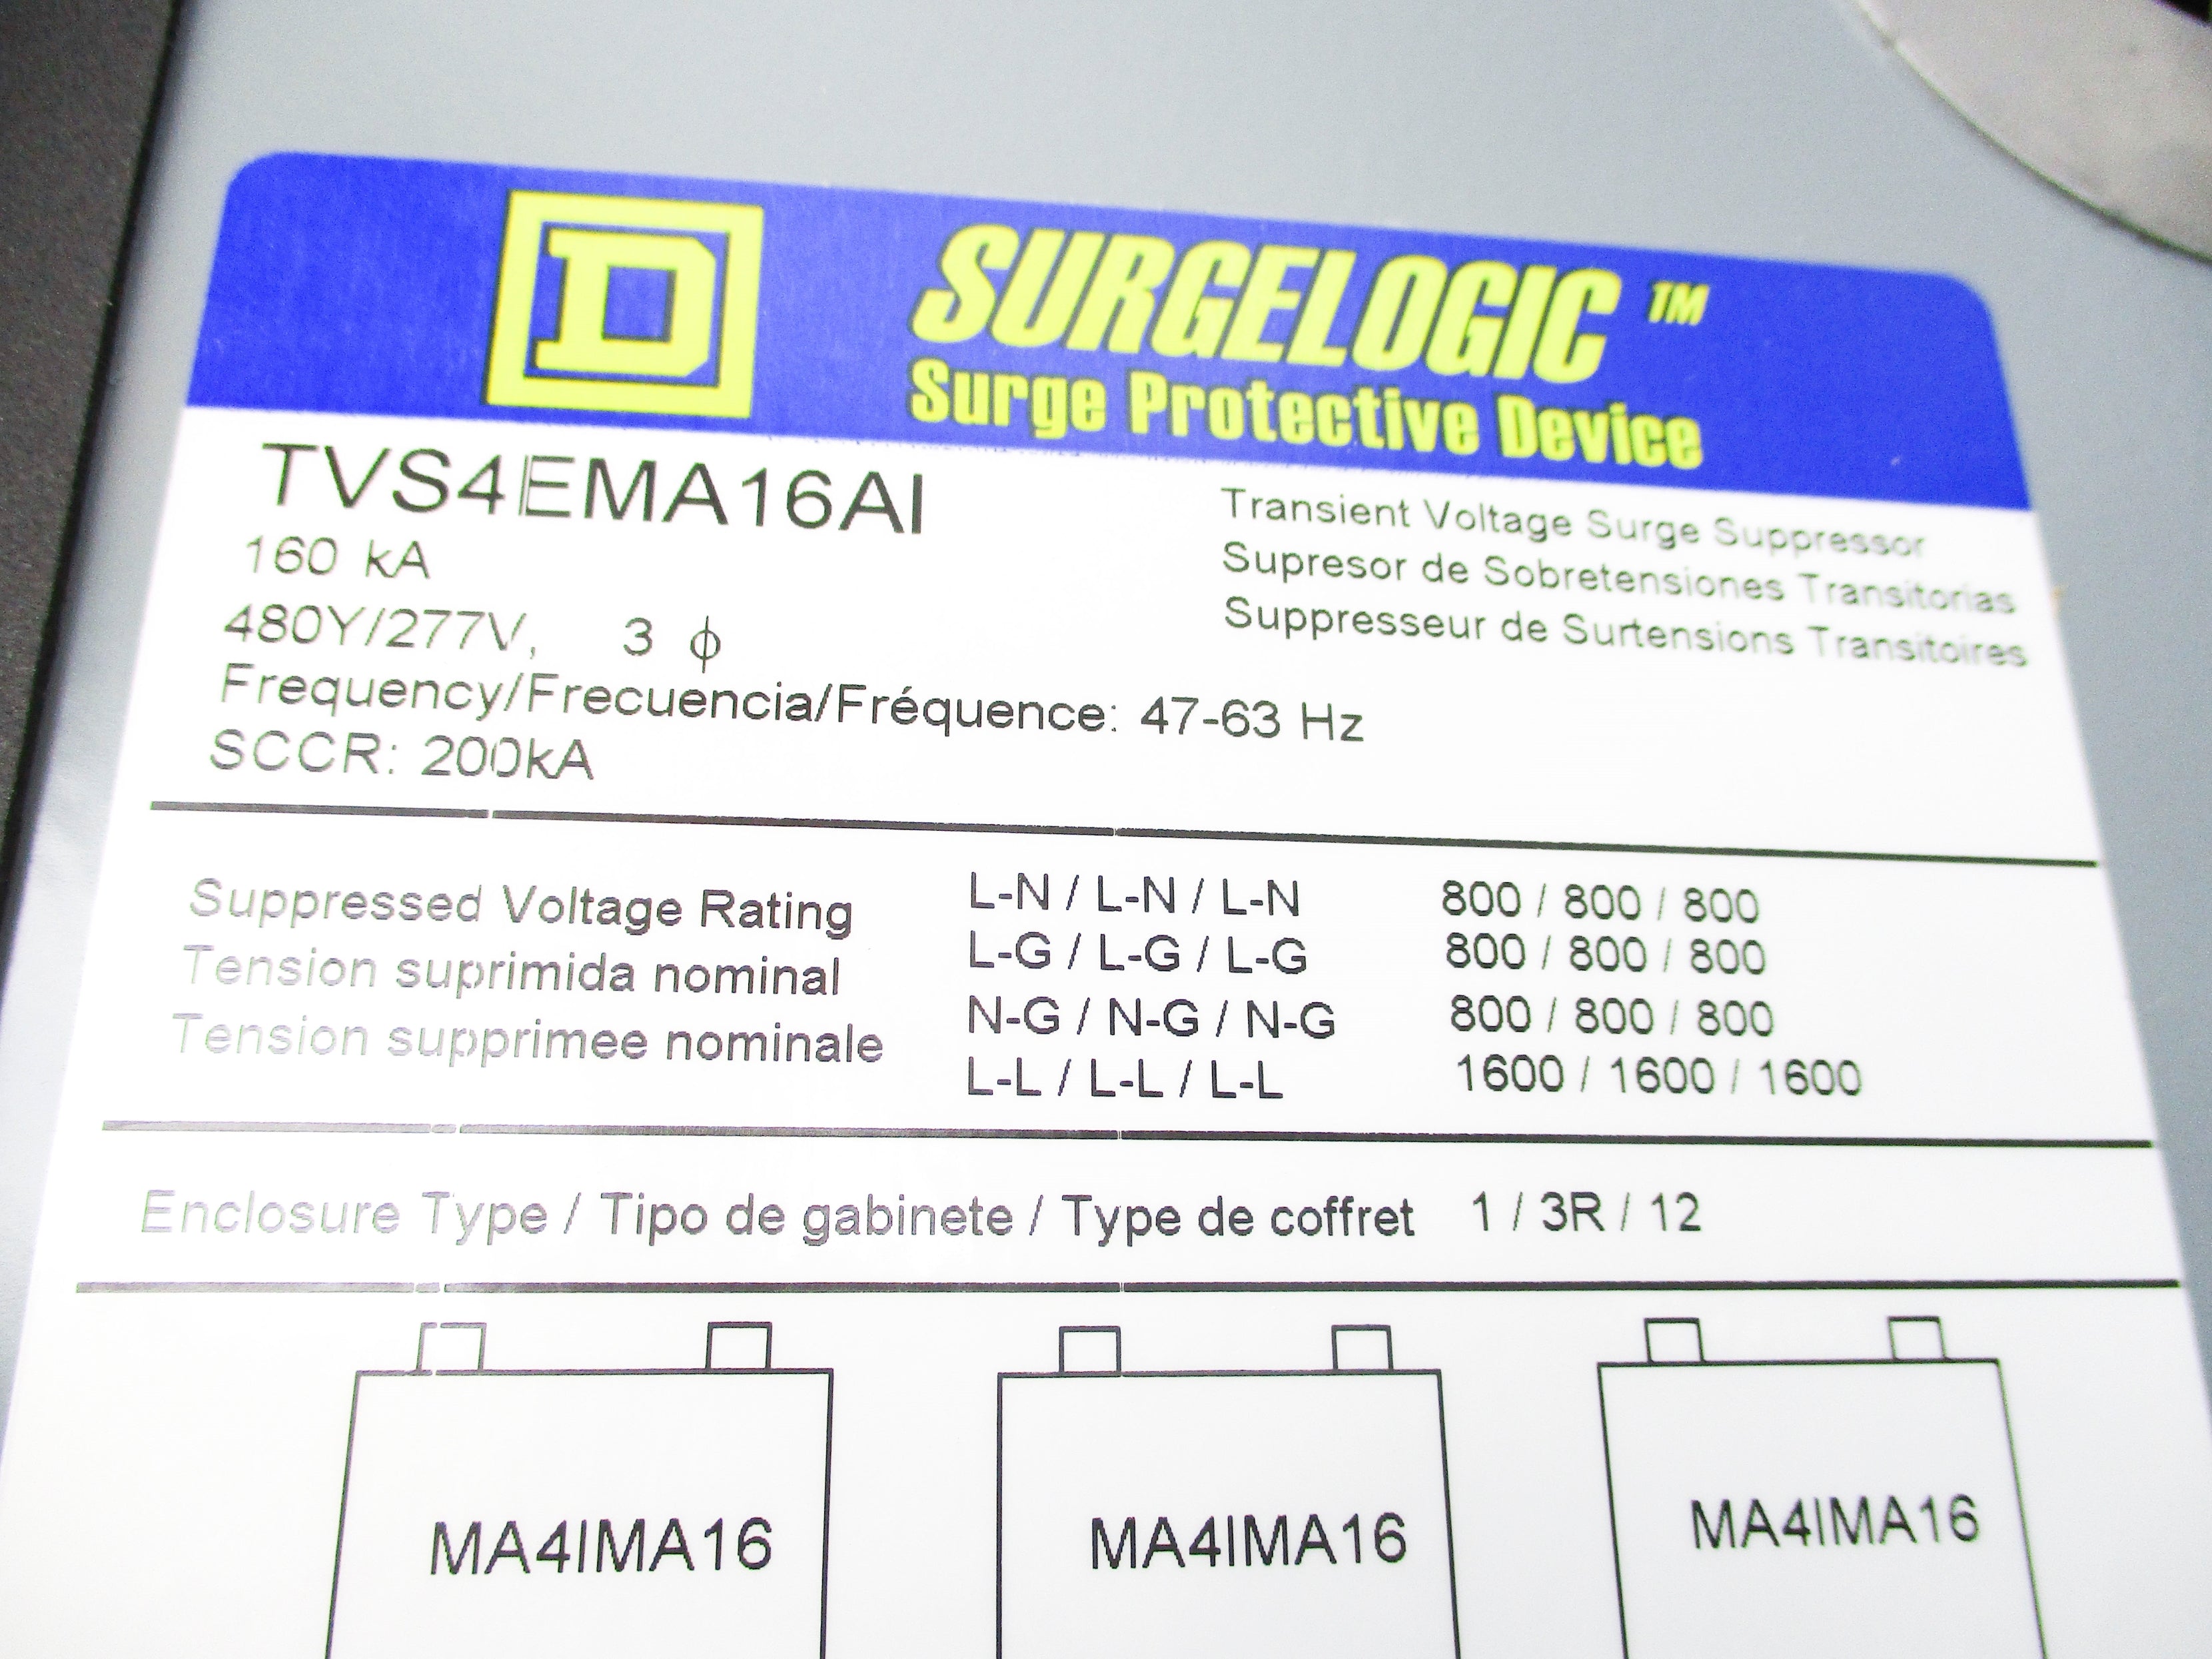 D
SURGELOGIC™
Surge Protective Device
TVS4EMA16AI
160 kA
480Y/277V, 3 ϕ
Frequency/Frecuencia/Fréquence: 47-63 Hz
SCCR: 200kA
Transient Voltage Surge Suppressor
Supresor de Sobretensiones Transitorias
Suppresseur de Surtensions Transitoires
Suppressed Voltage Rating
Tension suprimida nominal
Tension supprimee nominale
L-N / L-N / L-N 800 / 800 / 800
L-G / L-G / L-G 800 / 800 / 800
N-G / N-G / N-G 800 / 800 / 800
L-L / L-L / L-L 1600 / 1600 / 1600
Enclosure Type / Tipo de gabinete / Type de coffret 1 / 3R / 12
MA4IMA16 MA4IMA16 MA4IMA16